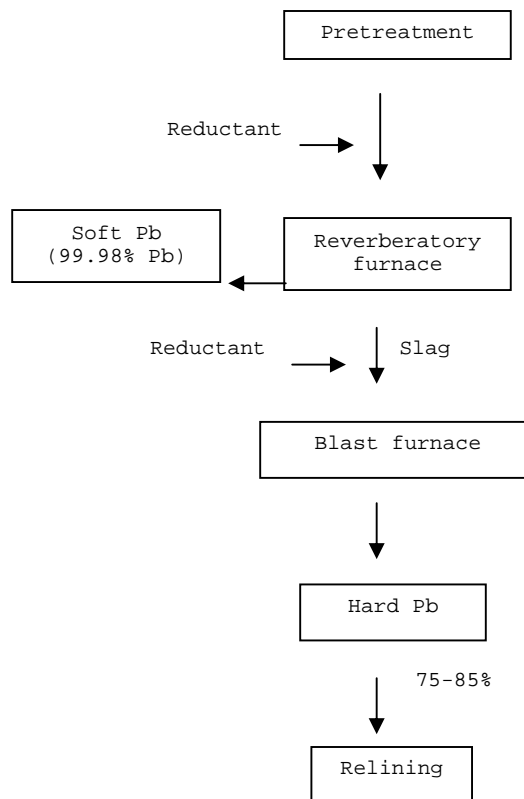 Pretreatment
Reductant
Soft Pb
(99.98% Pb)
Reverberatory
furnace
Reductant
Slag
Blast furnace
Hard Pb
75-85%
Relining